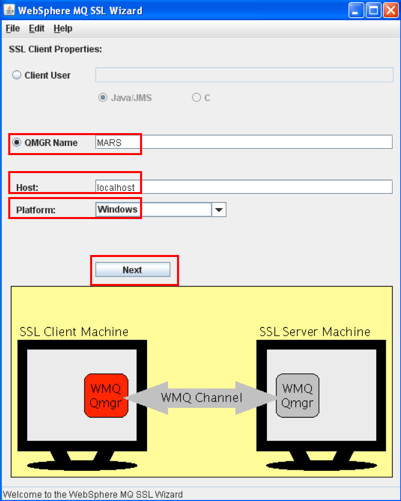 WebSphere MQ SSL Wizard
File Edit Help
SSL Client Properties:
Client User
Java/JMS C
QMGR Name MARS
Host: localhost
Platform: Windows
Next
SSL Client Machine SSL Server Machine
WMQ Qmgr
WMQ Channel
WMQ Qmgr
Welcome to the WebSphere MQ SSL Wizard